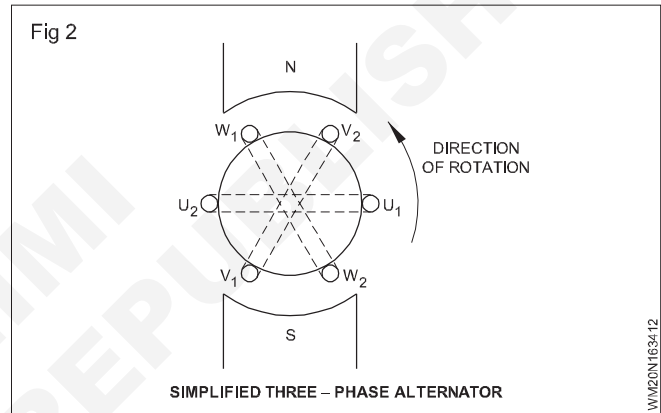 Fig 2
N
W₁ V₂
DIRECTION
OF ROTATION
U₂ U₁
V₁ W₂
S
SIMPLIFIED THREE – PHASE ALTERNATOR
WM20N163412